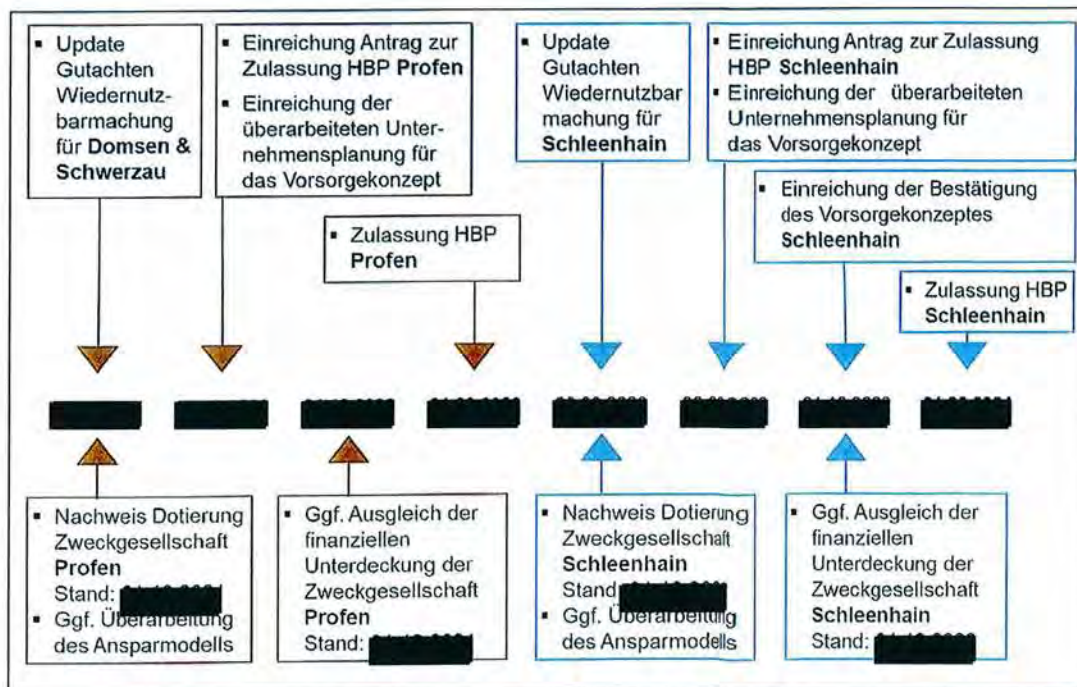 ▪ Update
Gutachten
Wiedernutz-
barmachung
für Domsen &
Schwerzau
▪ Einreichung Antrag zur
Zulassung HBP Profen
▪ Einreichung der
überarbeiteten Unter-
nehmensplanung für
das Vorsorgekonzept
▪ Zulassung HBP
Profen
▪ Update
Gutachten
Wiedernutzbar
machung für
Schleenhain
▪ Einreichung Antrag zur Zulassung
HBP Schleenhain
▪ Einreichung der überarbeiteten
Unternehmensplanung für
das Vorsorgekonzept
▪ Einreichung der Bestätigung
des Vorsorgekonzeptes
Schleenhain
▪ Zulassung HBP
Schleenhain
▪ Nachweis Dotierung
Zweckgesellschaft
Profen
Stand:
▪ Ggf. Überarbeitung
des Ansparmodells
▪ Ggf. Ausgleich der
finanziellen
Unterdeckung der
Zweckgesellschaft
Profen
Stand:
▪ Nachweis Dotierung
Zweckgesellschaft
Schleenhain
Stand
▪ Ggf. Überarbeitung
des Ansparmodells
▪ Ggf. Ausgleich der
finanziellen
Unterdeckung der
Zweckgesellschaft
Schleenhain
Stand: